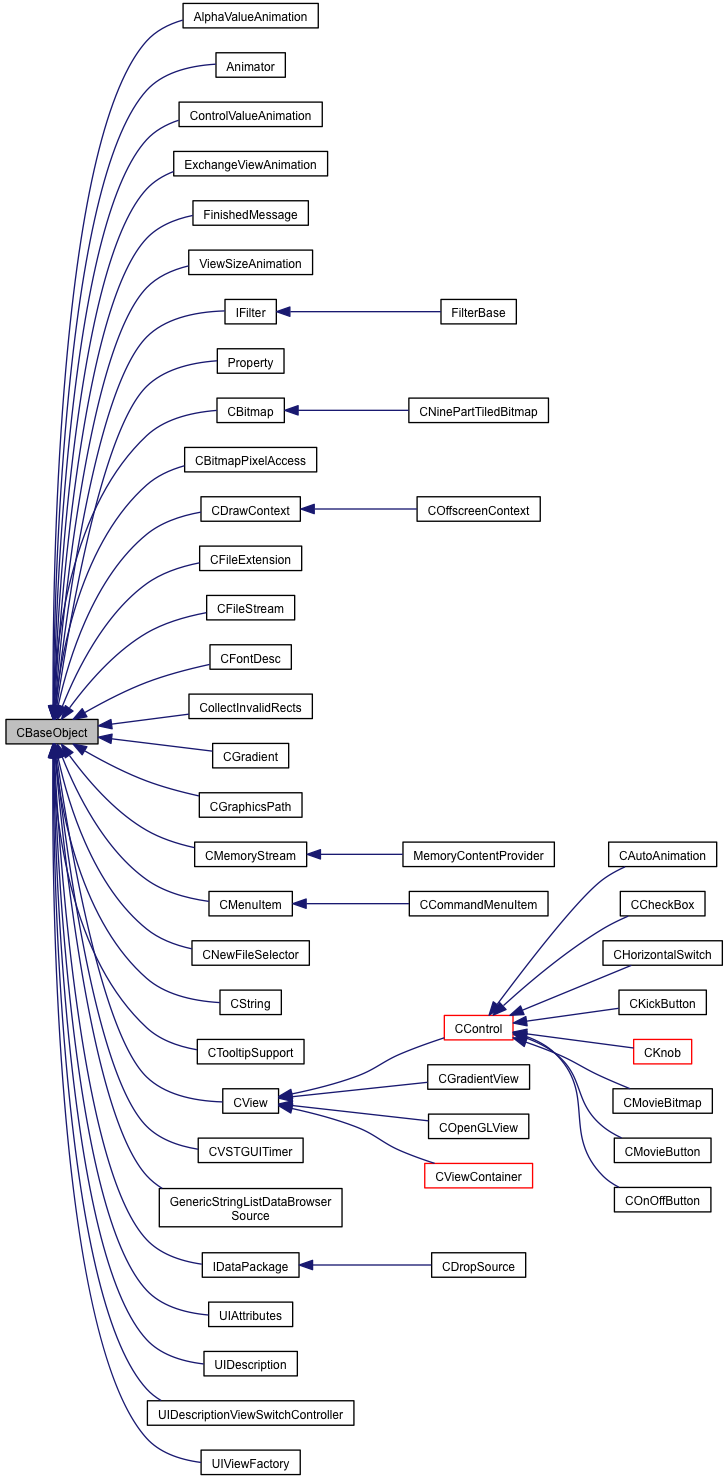 AlphaValueAnimation
Animator
ControlValueAnimation
ExchangeViewAnimation
FinishedMessage
ViewSizeAnimation
IFilter
FilterBase
Property
CBitmap
CNinePartTiledBitmap
CBitmapPixelAccess
CDrawContext
COffscreenContext
CFileExtension
CFileStream
CFontDesc
CollectInvalidRects
CBaseObject
CGradient
CGraphicsPath
CMemoryStream
MemoryContentProvider
CAutoAnimation
CMenuItem
CCommandMenuItem
CCheckBox
CNewFileSelector
CHorizontalSwitch
CString
CKickButton
CControl
CTooltipSupport
CKnob
CView
CGradientView
CMovieBitmap
COpenGLView
CVSTGUITimer
CMovieButton
CViewContainer
GenericStringListDataBrowser
Source
COnOffButton
IDataPackage
CDropSource
UIAttributes
UIDescription
UIDescriptionViewSwitchController
UIViewFactory